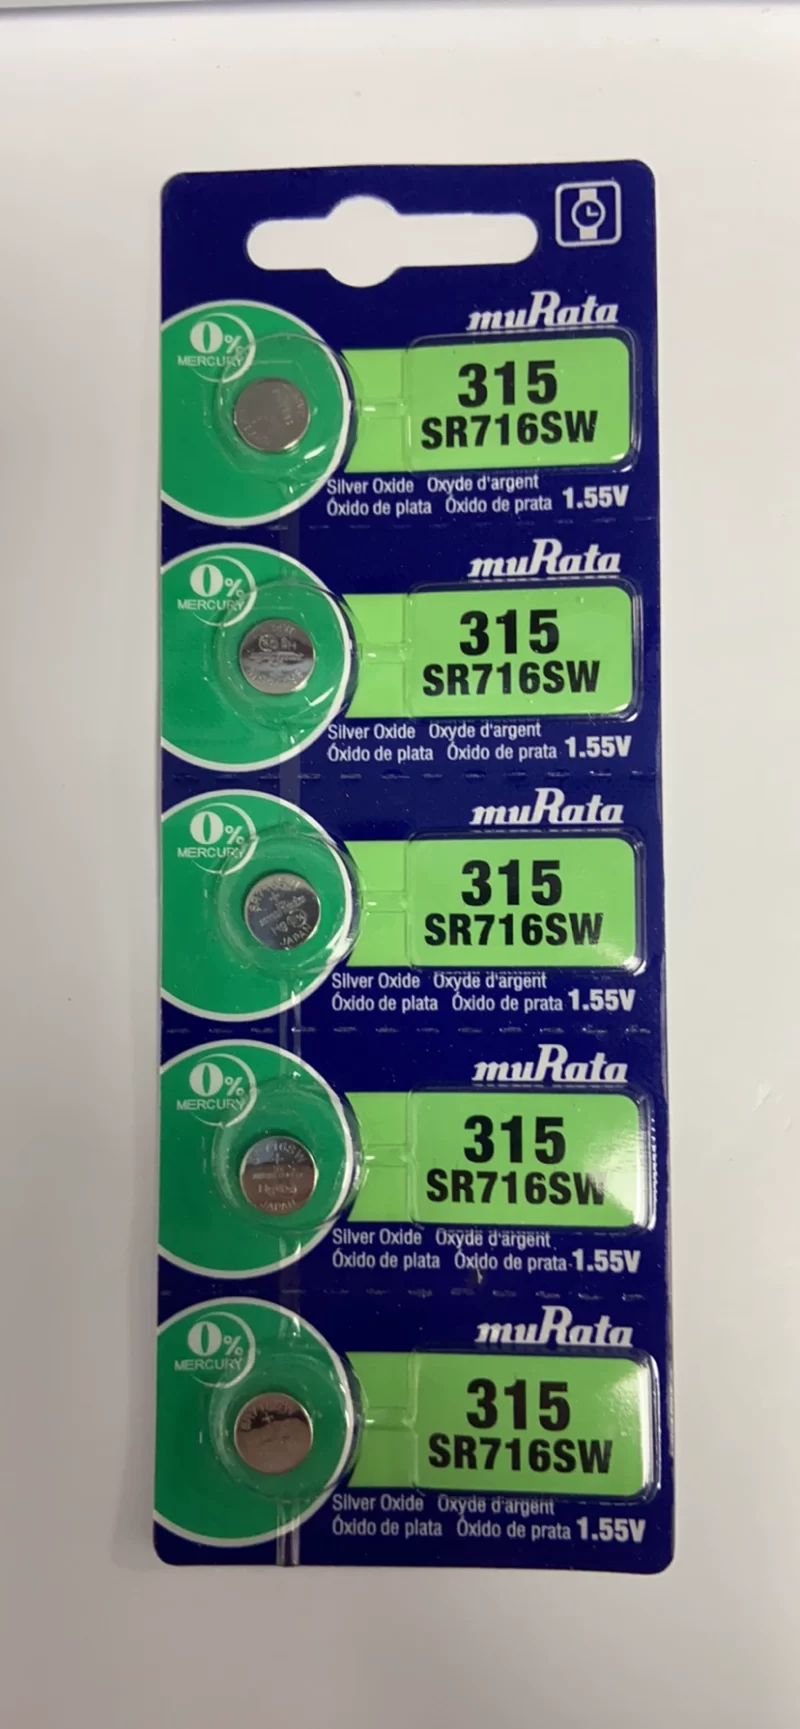 muRata
0%
MERCURY
315
SR716SW
Silver Oxide Oxyde d'argent
Óxido de plata Óxido de prata 1.55V
muRata
0%
MERCURY
315
SR716SW
Silver Oxide Oxyde d'argent
Óxido de plata Óxido de prata 1.55V
muRata
0%
MERCURY
315
SR716SW
JAPAN
Silver Oxide Oxyde d'argent
Óxido de plata Óxido de prata 1.55V
muRata
0%
MERCURY
315
SR716SW
JAPAN
Silver Oxide Oxyde d'argent
Óxido de plata Óxido de prata 1.55V
muRata
0%
MERCURY
315
SR716SW
Silver Oxide Oxyde d'argent
Óxido de plata Óxido de prata 1.55V